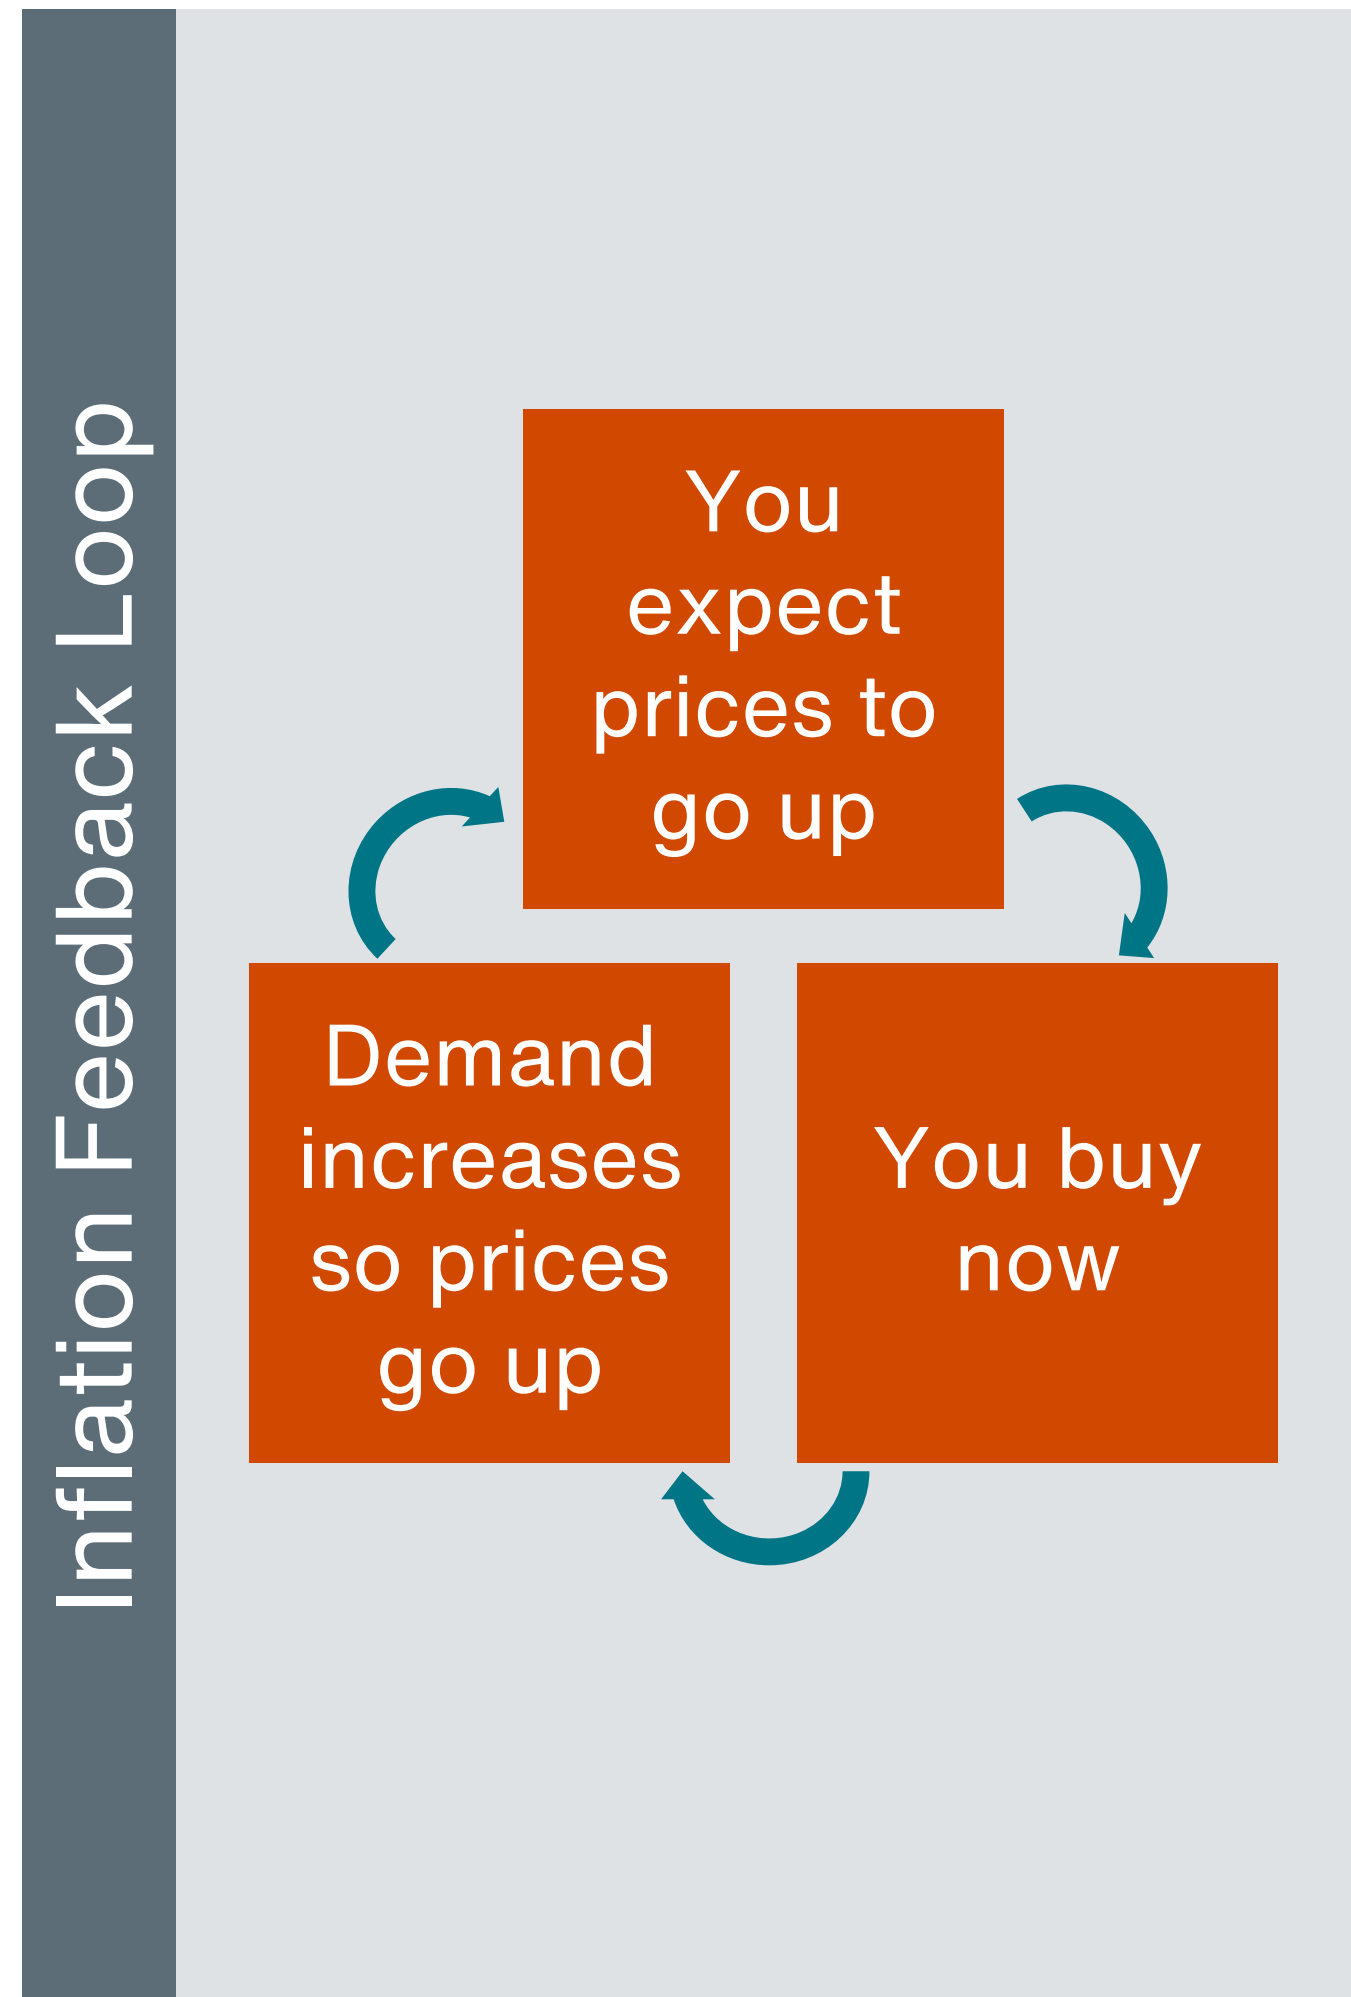 Inflation Feedback Loop
You
expect
prices to
go up
You buy
now
Demand
increases
so prices
go up